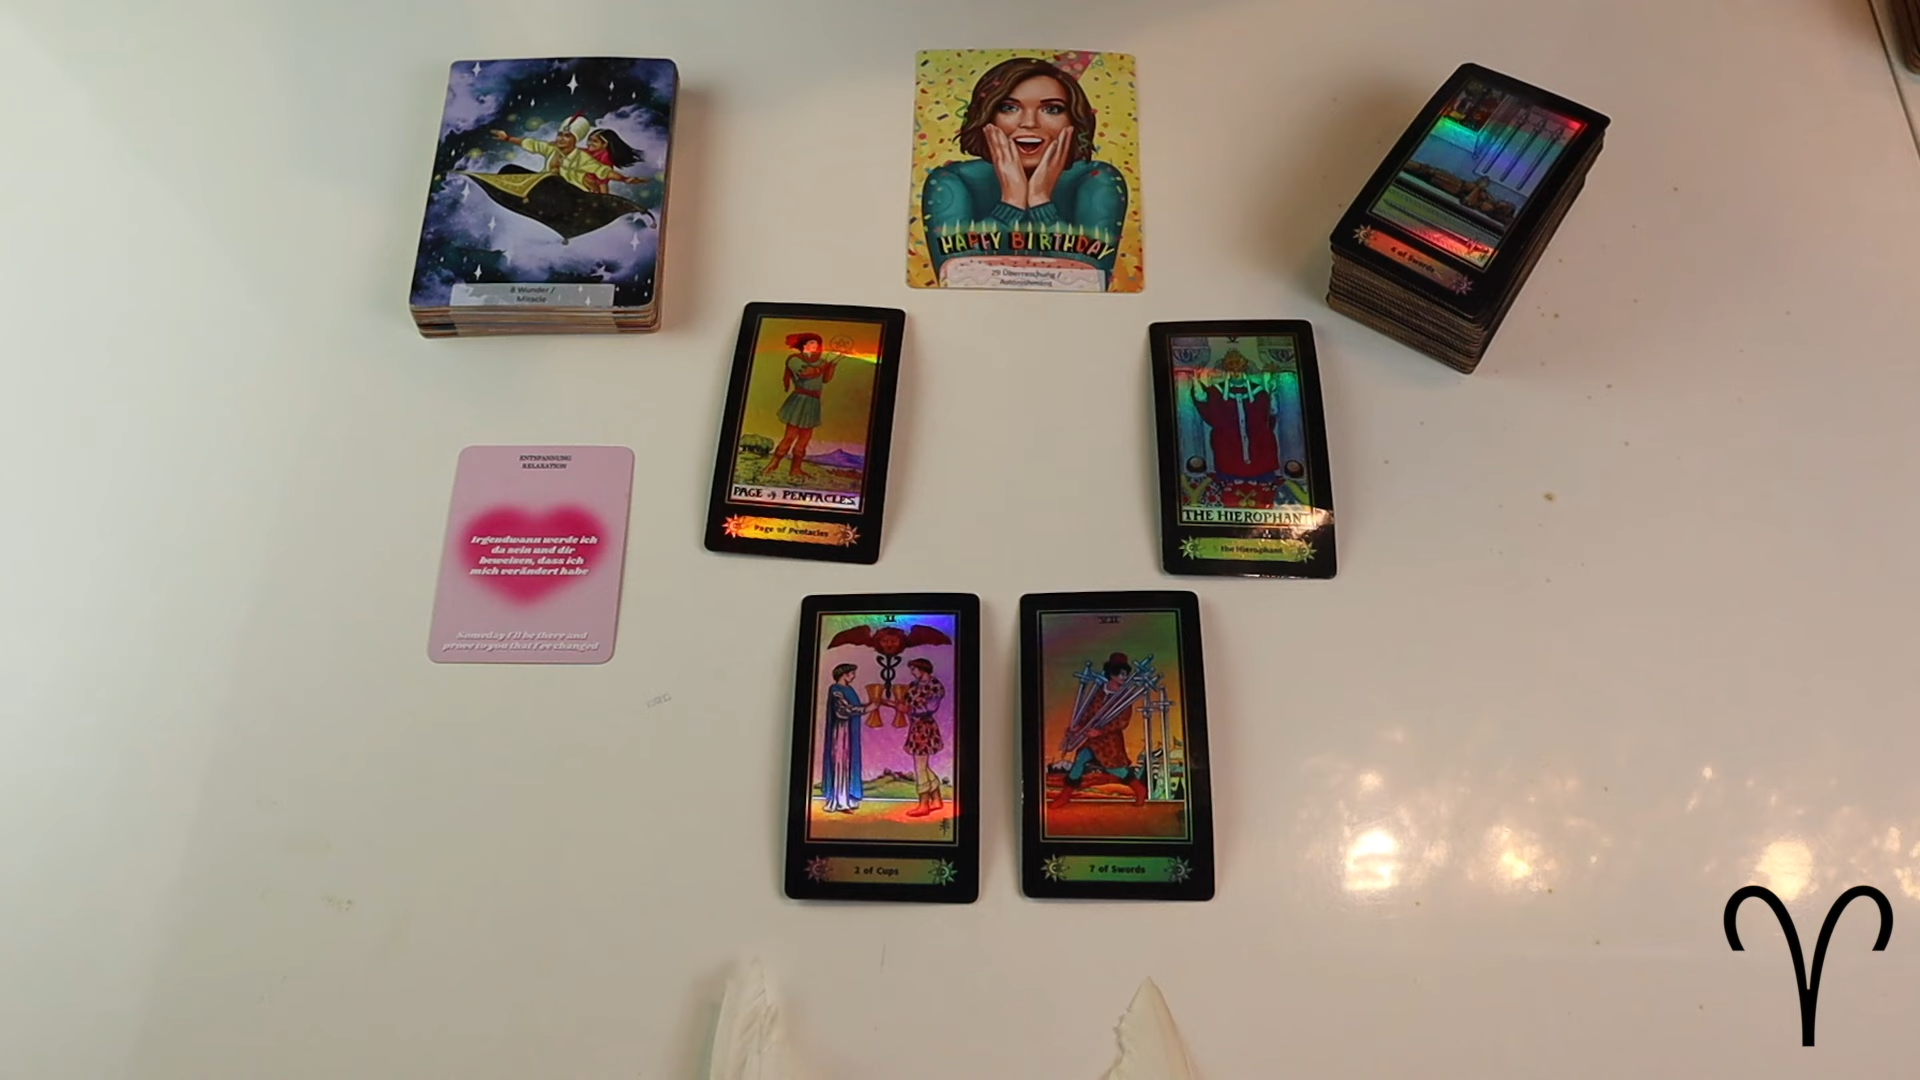 8 Wunder /
Miracle
HAPPY BIRTHDAY
29 Überraschung /
4 of Swords
PAGE of PENTACLES
Page of Pentacles
V
THE HIEROPHANT
the Hierophant
ENTSPANNUNG
RELAXATION
Irgendwann werde ich
da sein und dir
beweisen, dass ich
mich verändert habe
Someday I'll be there and
prove to you that I've changed
II
2 of Cups
VII
7 of Swords